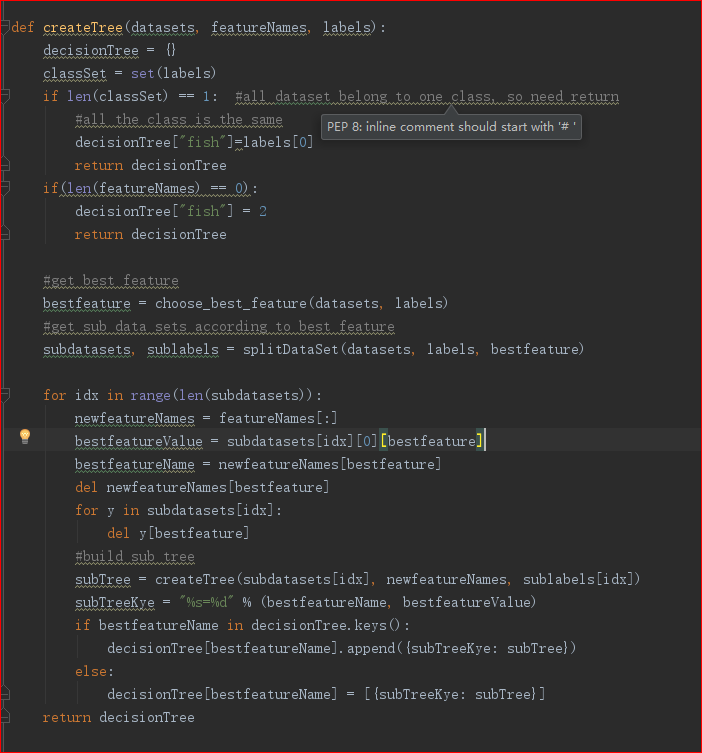 def createTree(datasets, featureNames, labels):
    decisionTree = {}
    classSet = set(labels)
    if len(classSet) == 1:  #all dataset belong to one class, so need return
        #all the class is the same
PEP 8: inline comment should start with '# '
        decisionTree["fish"]=labels[0]
        return decisionTree
    if(len(featureNames) == 0):
        decisionTree["fish"] = 2
        return decisionTree
    #get best feature
    bestfeature = choose_best_feature(datasets, labels)
    #get sub data sets according to best feature
    subdatasets, sublabels = splitDataSet(datasets, labels, bestfeature)
    for idx in range(len(subdatasets)):
        newfeatureNames = featureNames[:]
        bestfeatureValue = subdatasets[idx][0][bestfeature]
        bestfeatureName = newfeatureNames[bestfeature]
        del newfeatureNames[bestfeature]
        for y in subdatasets[idx]:
            del y[bestfeature]
        #build sub tree
        subTree = createTree(subdatasets[idx], newfeatureNames, sublabels[idx])
        subTreeKye = "%s=%d" % (bestfeatureName, bestfeatureValue)
        if bestfeatureName in decisionTree.keys():
            decisionTree[bestfeatureName].append({subTreeKye: subTree})
        else:
            decisionTree[bestfeatureName] = [{subTreeKye: subTree}]
    return decisionTree